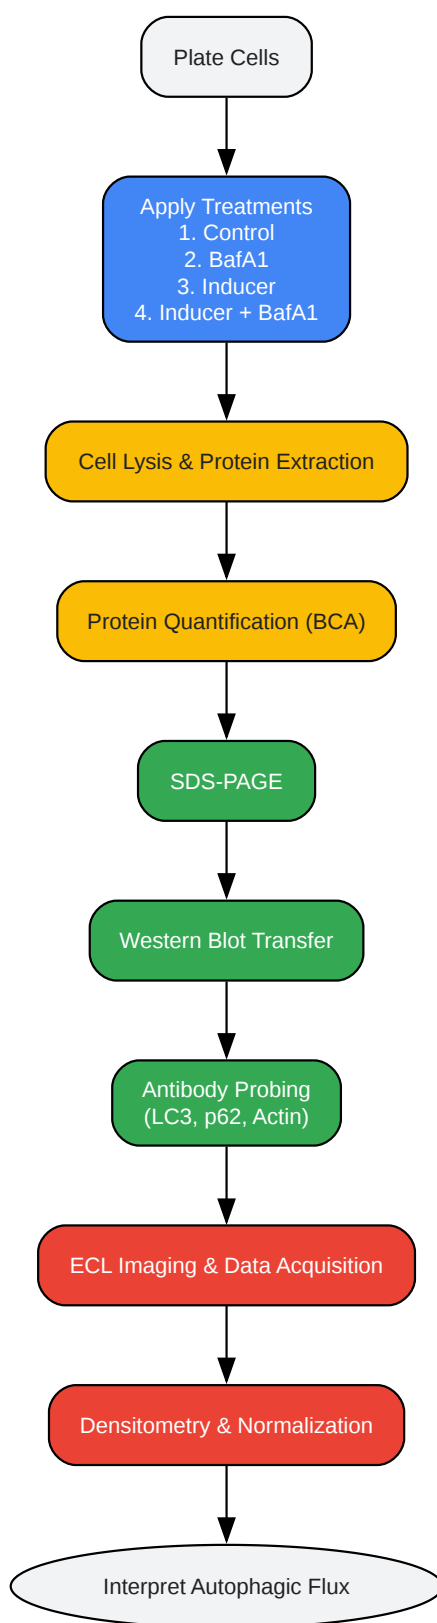 Plate Cells
Apply Treatments
1. Control
2. BafA1
3. Inducer
4. Inducer + BafA1
Cell Lysis & Protein Extraction
Protein Quantification (BCA)
SDS-PAGE
Western Blot Transfer
Antibody Probing
(LC3, p62, Actin)
ECL Imaging & Data Acquisition
Densitometry & Normalization
Interpret Autophagic Flux